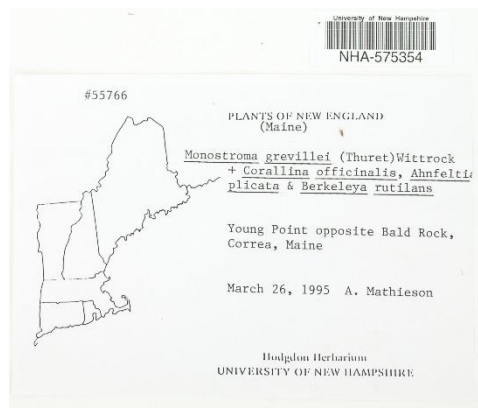 University of New Hampshire
NHA-575354
#55766
PLANTS OF NEW ENGLAND
(Maine)
Monostroma grevillei (Thuret)Wittrock
+ Corallina officinalis, Ahnfeltia
plicata & Berkeleya rutilans
Young Point opposite Bald Rock,
Correa, Maine
March 26, 1995 A. Mathieson
Hodgdon Herbarium
UNIVERSITY OF NEW HAMPSHIRE